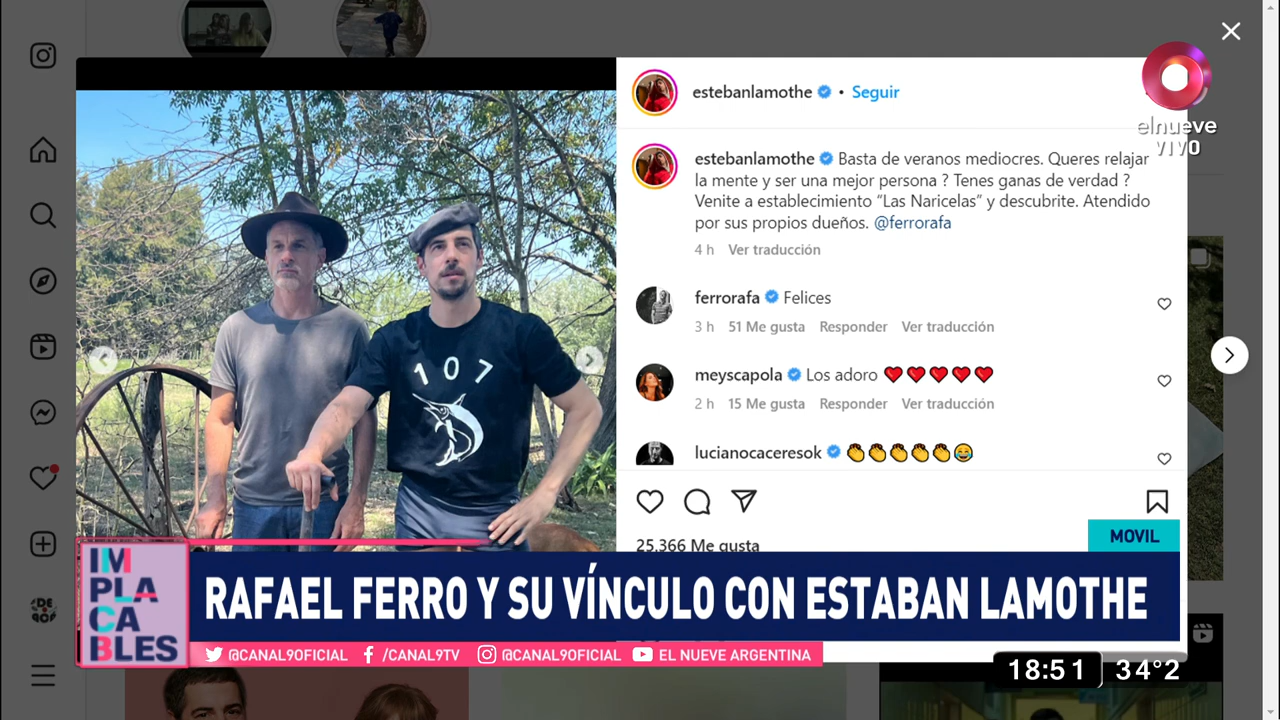 estebanlamothe • Seguir
elnueve
VIVO
estebanlamothe Basta de veranos mediocres. Queres relajar
la mente y ser una mejor persona ? Tenes ganas de verdad ?
Venite a establecimiento “Las Naricelas” y descubrite. Atendido
por sus propios dueños. @ferrorafa
4 h Ver traducción
ferrorafa Felices
3 h 51 Me gusta Responder Ver traducción
meyscapola Los adoro
2 h 15 Me gusta Responder Ver traducción
lucianocaceresok
107
25.366 Me gusta
MOVIL
IM
PLA
CA
BLES
RAFAEL FERRO Y SU VÍNCULO CON ESTABAN LAMOTHE
@CANAL9OFICIAL /CANAL9TV @CANAL9OFICIAL EL NUEVE ARGENTINA
18:51 34°2